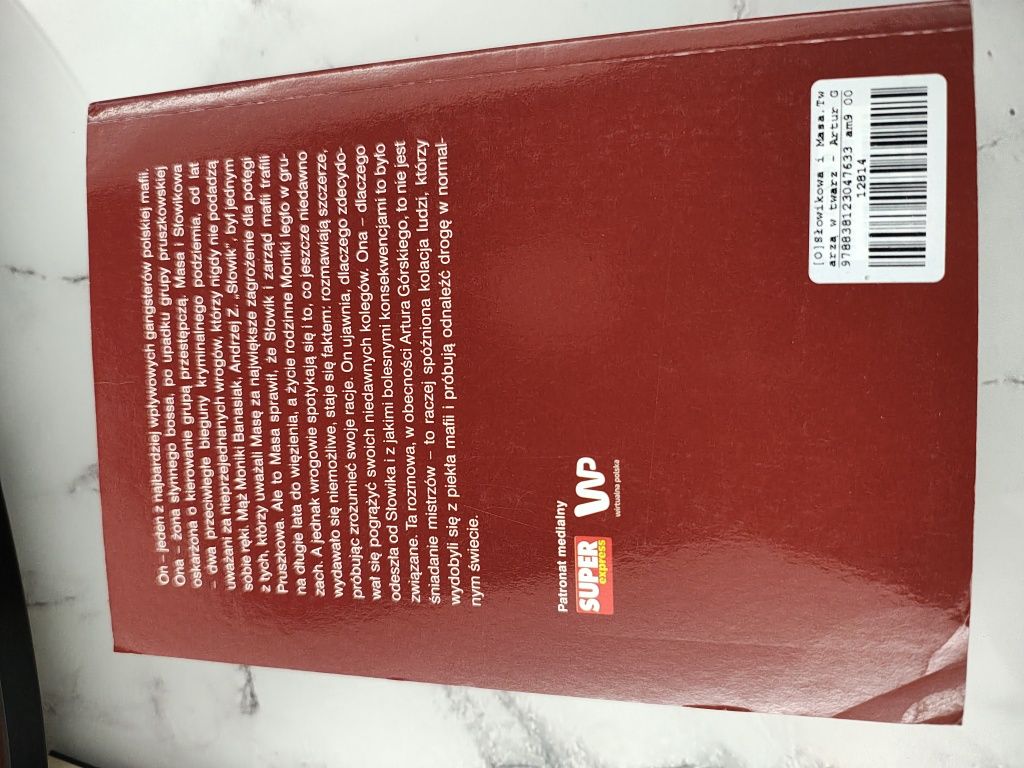 On - jeden z najbardziej wpływowych gangsterów polskiej mafii.
Ona – żona słynnego bossa, po upadku grupy pruszkowskiej
oskarżona o kierowanie grupą przestępczą. Masa i Słowikowa
– dwa przeciwległe bieguny kryminalnego podziemia, od lat
uważani za nieprzejednanych wrogów, którzy nigdy nie podadzą
sobie ręki. Mąż Moniki Banasiak, Andrzej Z. „Słowik”, był jednym
z tych, którzy uważali Masę za największe zagrożenie dla potęgi
Pruszkowa. Ale to Masa sprawił, że Słowik i zarząd mafii trafili
na długie lata do więzienia, a życie rodzinne Moniki legło w gru-
zach. A jednak wrogowie spotykają się i to, co jeszcze niedawno
wydawało się niemożliwe, staje się faktem: rozmawiają szczerze,
próbując zrozumieć swoje racje. On ujawnia, dlaczego zdecydo-
wał się pogrążyć swoich niedawnych kolegów. Ona – dlaczego
odeszła od Słowika i z jakimi bolesnymi konsekwencjami to było
związane. Ta rozmowa, w obecności Artura Górskiego, to nie jest
śniadanie mistrzów – to raczej spóźniona kolacja ludzi, którzy
wydobyli się z piekła mafii i próbują odnaleźć drogę w normal-
nym świecie.
Patronat medialny
SUPER
express
WP
wirtualna polska
[O]Słowikowa i Masa.Tw
arza w twarz - Artur G
978838123047633 am9 00
12814